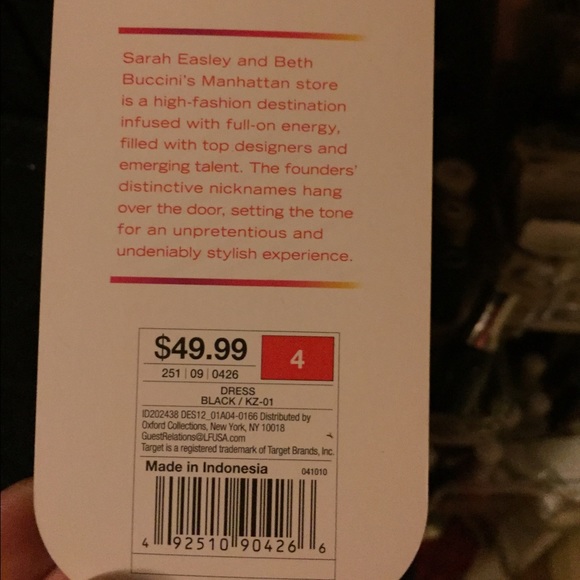 Sarah Easley and Beth
Buccini's Manhattan store
is a high-fashion destination
infused with full-on energy,
filled with top designers and
emerging talent. The founders'
distinctive nicknames hang
over the door, setting the tone
for an unpretentious and
undeniably stylish experience.
$49.99
4
251 | 09 | 0426
DRESS
BLACK / KZ-01
ID202438 DES12_01A04-0166 Distributed by
Oxford Collections, New York, NY 10018
GuestRelations@LFUSA.com
Target is a registered trademark of Target Brands, Inc.
Made in Indonesia 041010
4 92510 90426 6